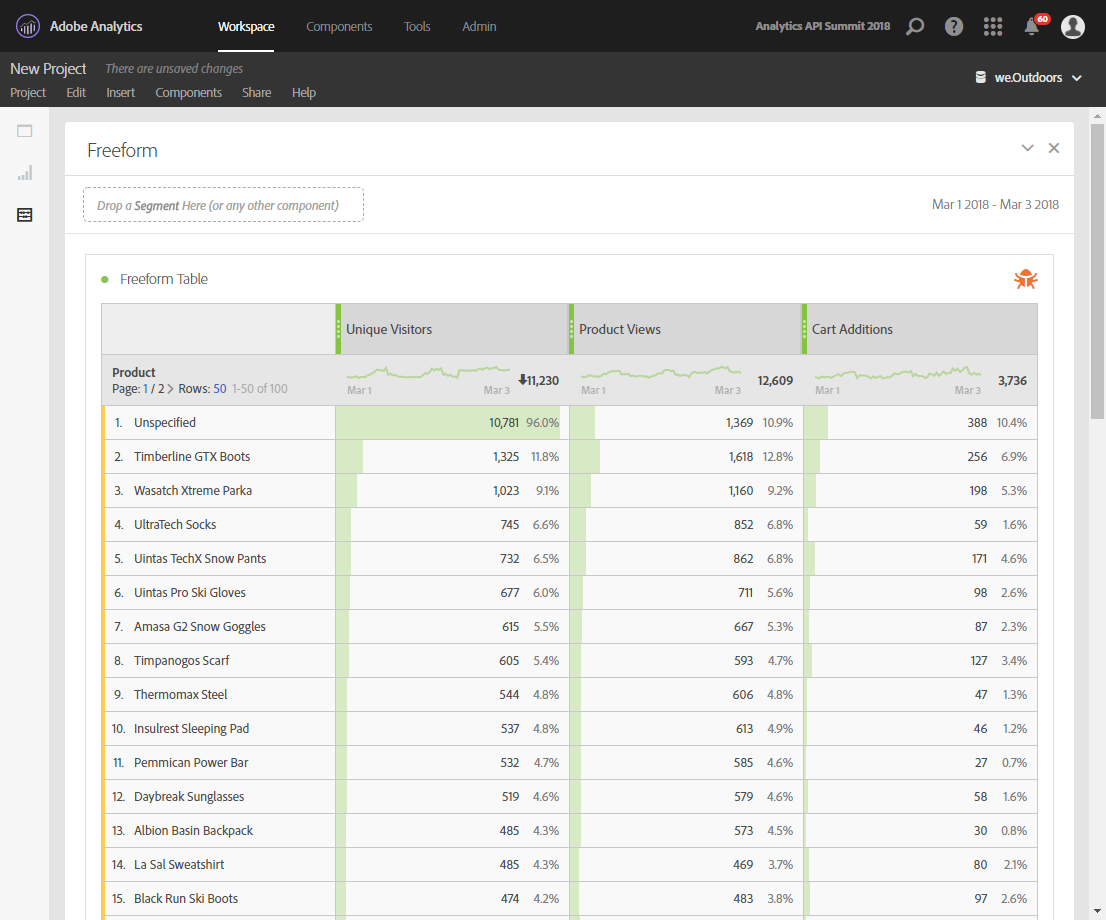 Adobe Analytics Workspace Components Tools Admin Analytics API Summit 2018 ? 60
New Project There are unsaved changes
Project Edit Insert Components Share Help we.Outdoors
Freeform
Drop a Segment Here (or any other component) Mar 1 2018 - Mar 3 2018
Freeform Table
Unique Visitors Product Views Cart Additions
Product
Page: 1 / 2 > Rows: 50 1-50 of 100 Mar 1 Mar 3 11,230 Mar 1 Mar 3 12,609 Mar 1 Mar 3 3,736
1. Unspecified 10,781 96.0% 1,369 10.9% 388 10.4%
2. Timberline GTX Boots 1,325 11.8% 1,618 12.8% 256 6.9%
3. Wasatch Xtreme Parka 1,023 9.1% 1,160 9.2% 198 5.3%
4. UltraTech Socks 745 6.6% 852 6.8% 59 1.6%
5. Uintas TechX Snow Pants 732 6.5% 862 6.8% 171 4.6%
6. Uintas Pro Ski Gloves 677 6.0% 711 5.6% 98 2.6%
7. Amasa G2 Snow Goggles 615 5.5% 667 5.3% 87 2.3%
8. Timpanogos Scarf 605 5.4% 593 4.7% 127 3.4%
9. Thermomax Steel 544 4.8% 606 4.8% 47 1.3%
10. Insulrest Sleeping Pad 537 4.8% 613 4.9% 46 1.2%
11. Pemmican Power Bar 532 4.7% 585 4.6% 27 0.7%
12. Daybreak Sunglasses 519 4.6% 579 4.6% 58 1.6%
13. Albion Basin Backpack 485 4.3% 573 4.5% 30 0.8%
14. La Sal Sweatshirt 485 4.3% 469 3.7% 80 2.1%
15. Black Run Ski Boots 474 4.2% 483 3.8% 97 2.6%